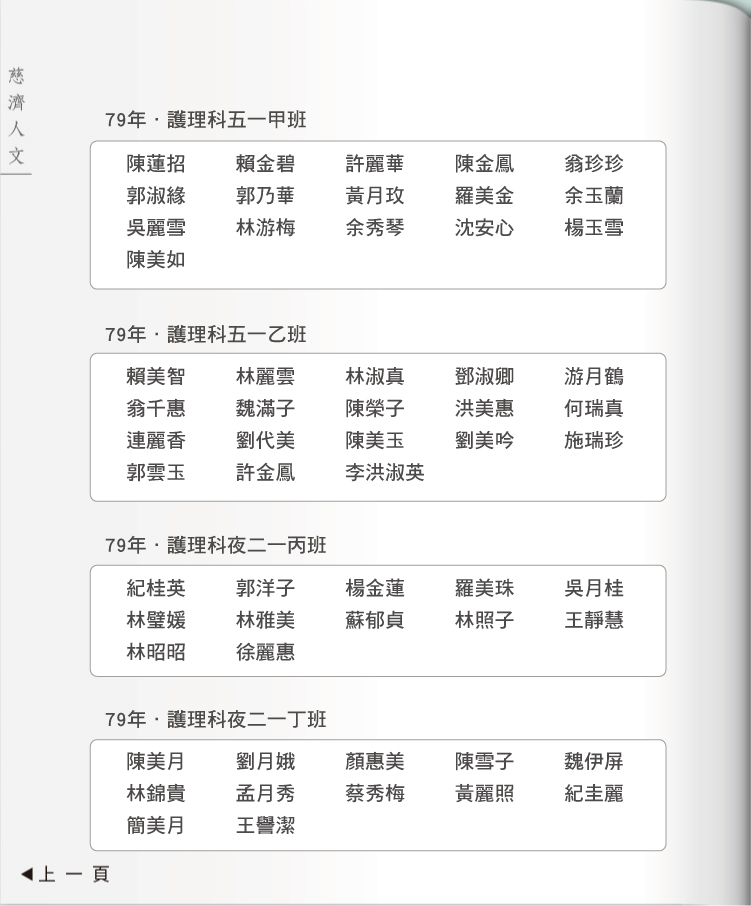 慈濟人文
79年．護理科五一甲班
陳蓮招 賴金碧 許麗華 陳金鳳 翁珍珍
郭淑緣 郭乃華 黃月玫 羅美金 余玉蘭
吳麗雪 林游梅 余秀琴 沈安心 楊玉雪
陳美如
79年．護理科五一乙班
賴美智 林麗雲 林淑真 鄧淑卿 游月鶴
翁千惠 魏滿子 陳榮子 洪美惠 何瑞真
連麗香 劉代美 陳美玉 劉美吟 施瑞珍
郭雲玉 許金鳳 李洪淑英
79年．護理科夜二一丙班
紀桂英 郭洋子 楊金蓮 羅美珠 吳月桂
林璧媛 林雅美 蘇郁貞 林照子 王靜慧
林昭昭 徐麗惠
79年．護理科夜二一丁班
陳美月 劉月娥 顏惠美 陳雪子 魏伊屏
林錦貴 孟月秀 蔡秀梅 黃麗照 紀圭麗
簡美月 王譽潔
◀上一頁